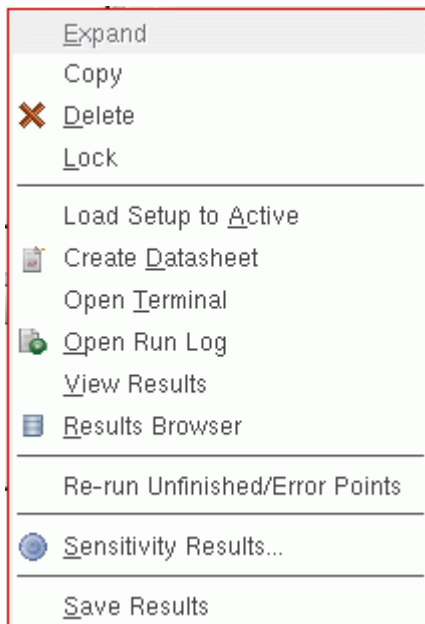 Expand
Copy
Delete
Lock
Load Setup to Active
Create Datasheet
Open Terminal
Open Run Log
View Results
Results Browser
Re-run Unfinished/Error Points
Sensitivity Results...
Save Results